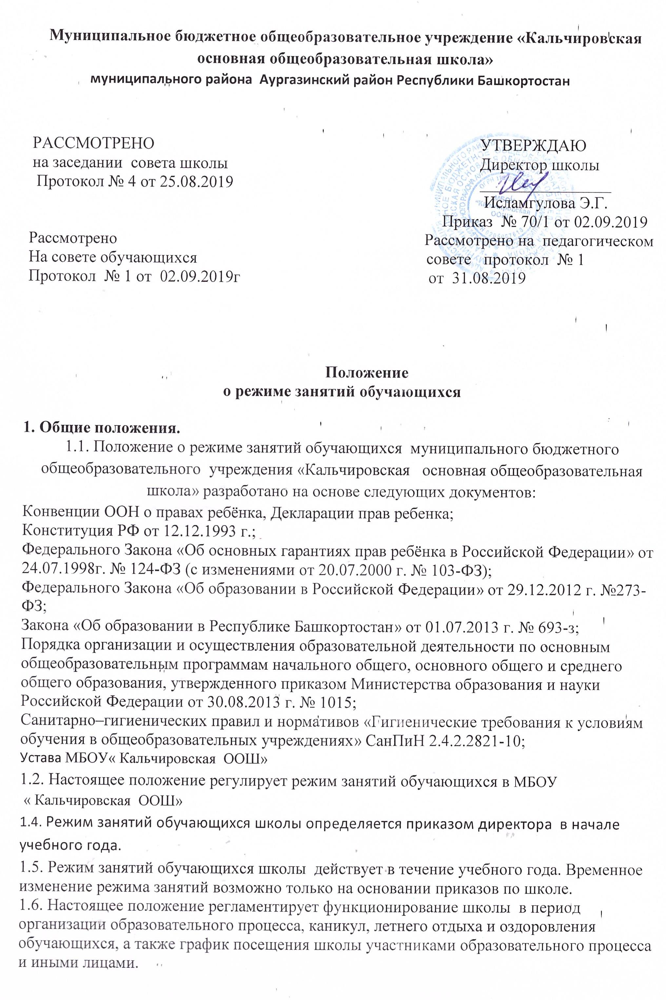 Муниципальное бюджетное общеобразовательное учреждение «Кальчировская
основная общеобразовательная школа»
муниципального района Аургазинский район Республики Башкортостан
РАССМОТРЕНО
на заседании совета школы
Протокол № 4 от 25.08.2019
УТВЕРЖДАЮ
Директор школы
Исламгулова Э.Г.
Приказ № 70/1 от 02.09.2019
Рассмотрено
На совете обучающихся
Протокол № 1 от 02.09.2019г
Рассмотрено на педагогическом
совете протокол № 1
от 31.08.2019
МБОУ
"Кальчировская
ООШ"
Положение
о режиме занятий обучающихся
1. Общие положения.
1.1. Положение о режиме занятий обучающихся муниципального бюджетного
общеобразовательного учреждения «Кальчировская основная общеобразовательная
школа» разработано на основе следующих документов:
Конвенции ООН о правах ребёнка, Декларации прав ребенка;
Конституция РФ от 12.12.1993 г.;
Федерального Закона «Об основных гарантиях прав ребёнка в Российской Федерации» от
24.07.1998г. № 124-ФЗ (с изменениями от 20.07.2000 г. № 103-ФЗ);
Федерального Закона «Об образовании в Российской Федерации» от 29.12.2012 г. №273-
ФЗ;
Закона «Об образовании в Республике Башкортостан» от 01.07.2013 г. № 693-з;
Порядка организации и осуществления образовательной деятельности по основным
общеобразовательным программам начального общего, основного общего и среднего
общего образования, утвержденного приказом Министерства образования и науки
Российской Федерации от 30.08.2013 г. № 1015;
Санитарно–гигиенических правил и нормативов «Гигиенические требования к условиям
обучения в общеобразовательных учреждениях» СанПиН 2.4.2.2821-10;
Устава МБОУ« Кальчировская ООШ»
1.2. Настоящее положение регулирует режим занятий обучающихся в МБОУ
« Кальчировская ООШ»
1.4. Режим занятий обучающихся школы определяется приказом директора в начале
учебного года.
1.5. Режим занятий обучающихся школы действует в течение учебного года. Временное
изменение режима занятий возможно только на основании приказов по школе.
1.6. Настоящее положение регламентирует функционирование школы в период
организации образовательного процесса, каникул, летнего отдыха и оздоровления
обучающихся, а также график посещения школы участниками образовательного процесса
и иными лицами.